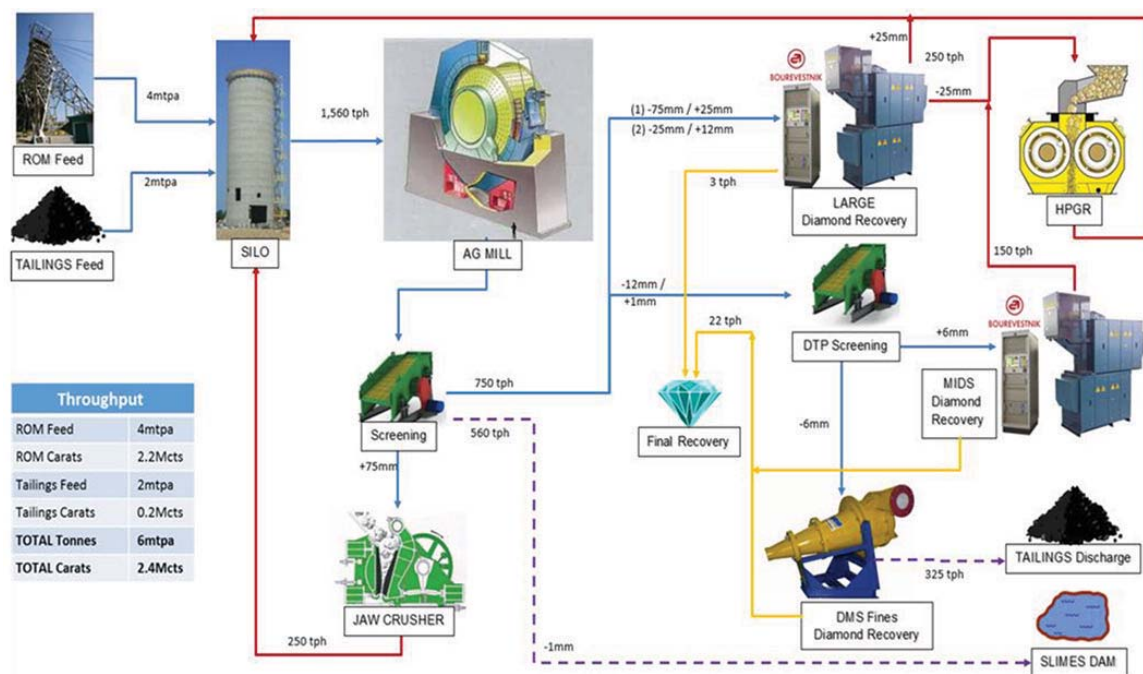 +25mm
250 tph
BOUREVESTNIK
-25mm
4mtpa
1,560 tph
(1) -75mm / +25mm
(2) -25mm / +12mm
ROM Feed
3 tph
2mtpa
LARGE
Diamond Recovery
HPGR
TAILINGS Feed
SILO
AG MILL
150 tph
-12mm /
+1mm
BOUREVESTNIK
22 tph
DTP Screening
+6mm
750 tph
MIDS
Diamond
Recovery
Throughput
ROM Feed 4mtpa
ROM Carats 2.2Mcts
Tailings Feed 2mtpa
Tailings Carats 0.2Mcts
TOTAL Tonnes 6mtpa
TOTAL Carats 2.4Mcts
Screening
560 tph
Final Recovery
-6mm
+75mm
TAILINGS Discharge
325 tph
JAW CRUSHER
DMS Fines
Diamond Recovery
250 tph
-1mm
SLIMES DAM